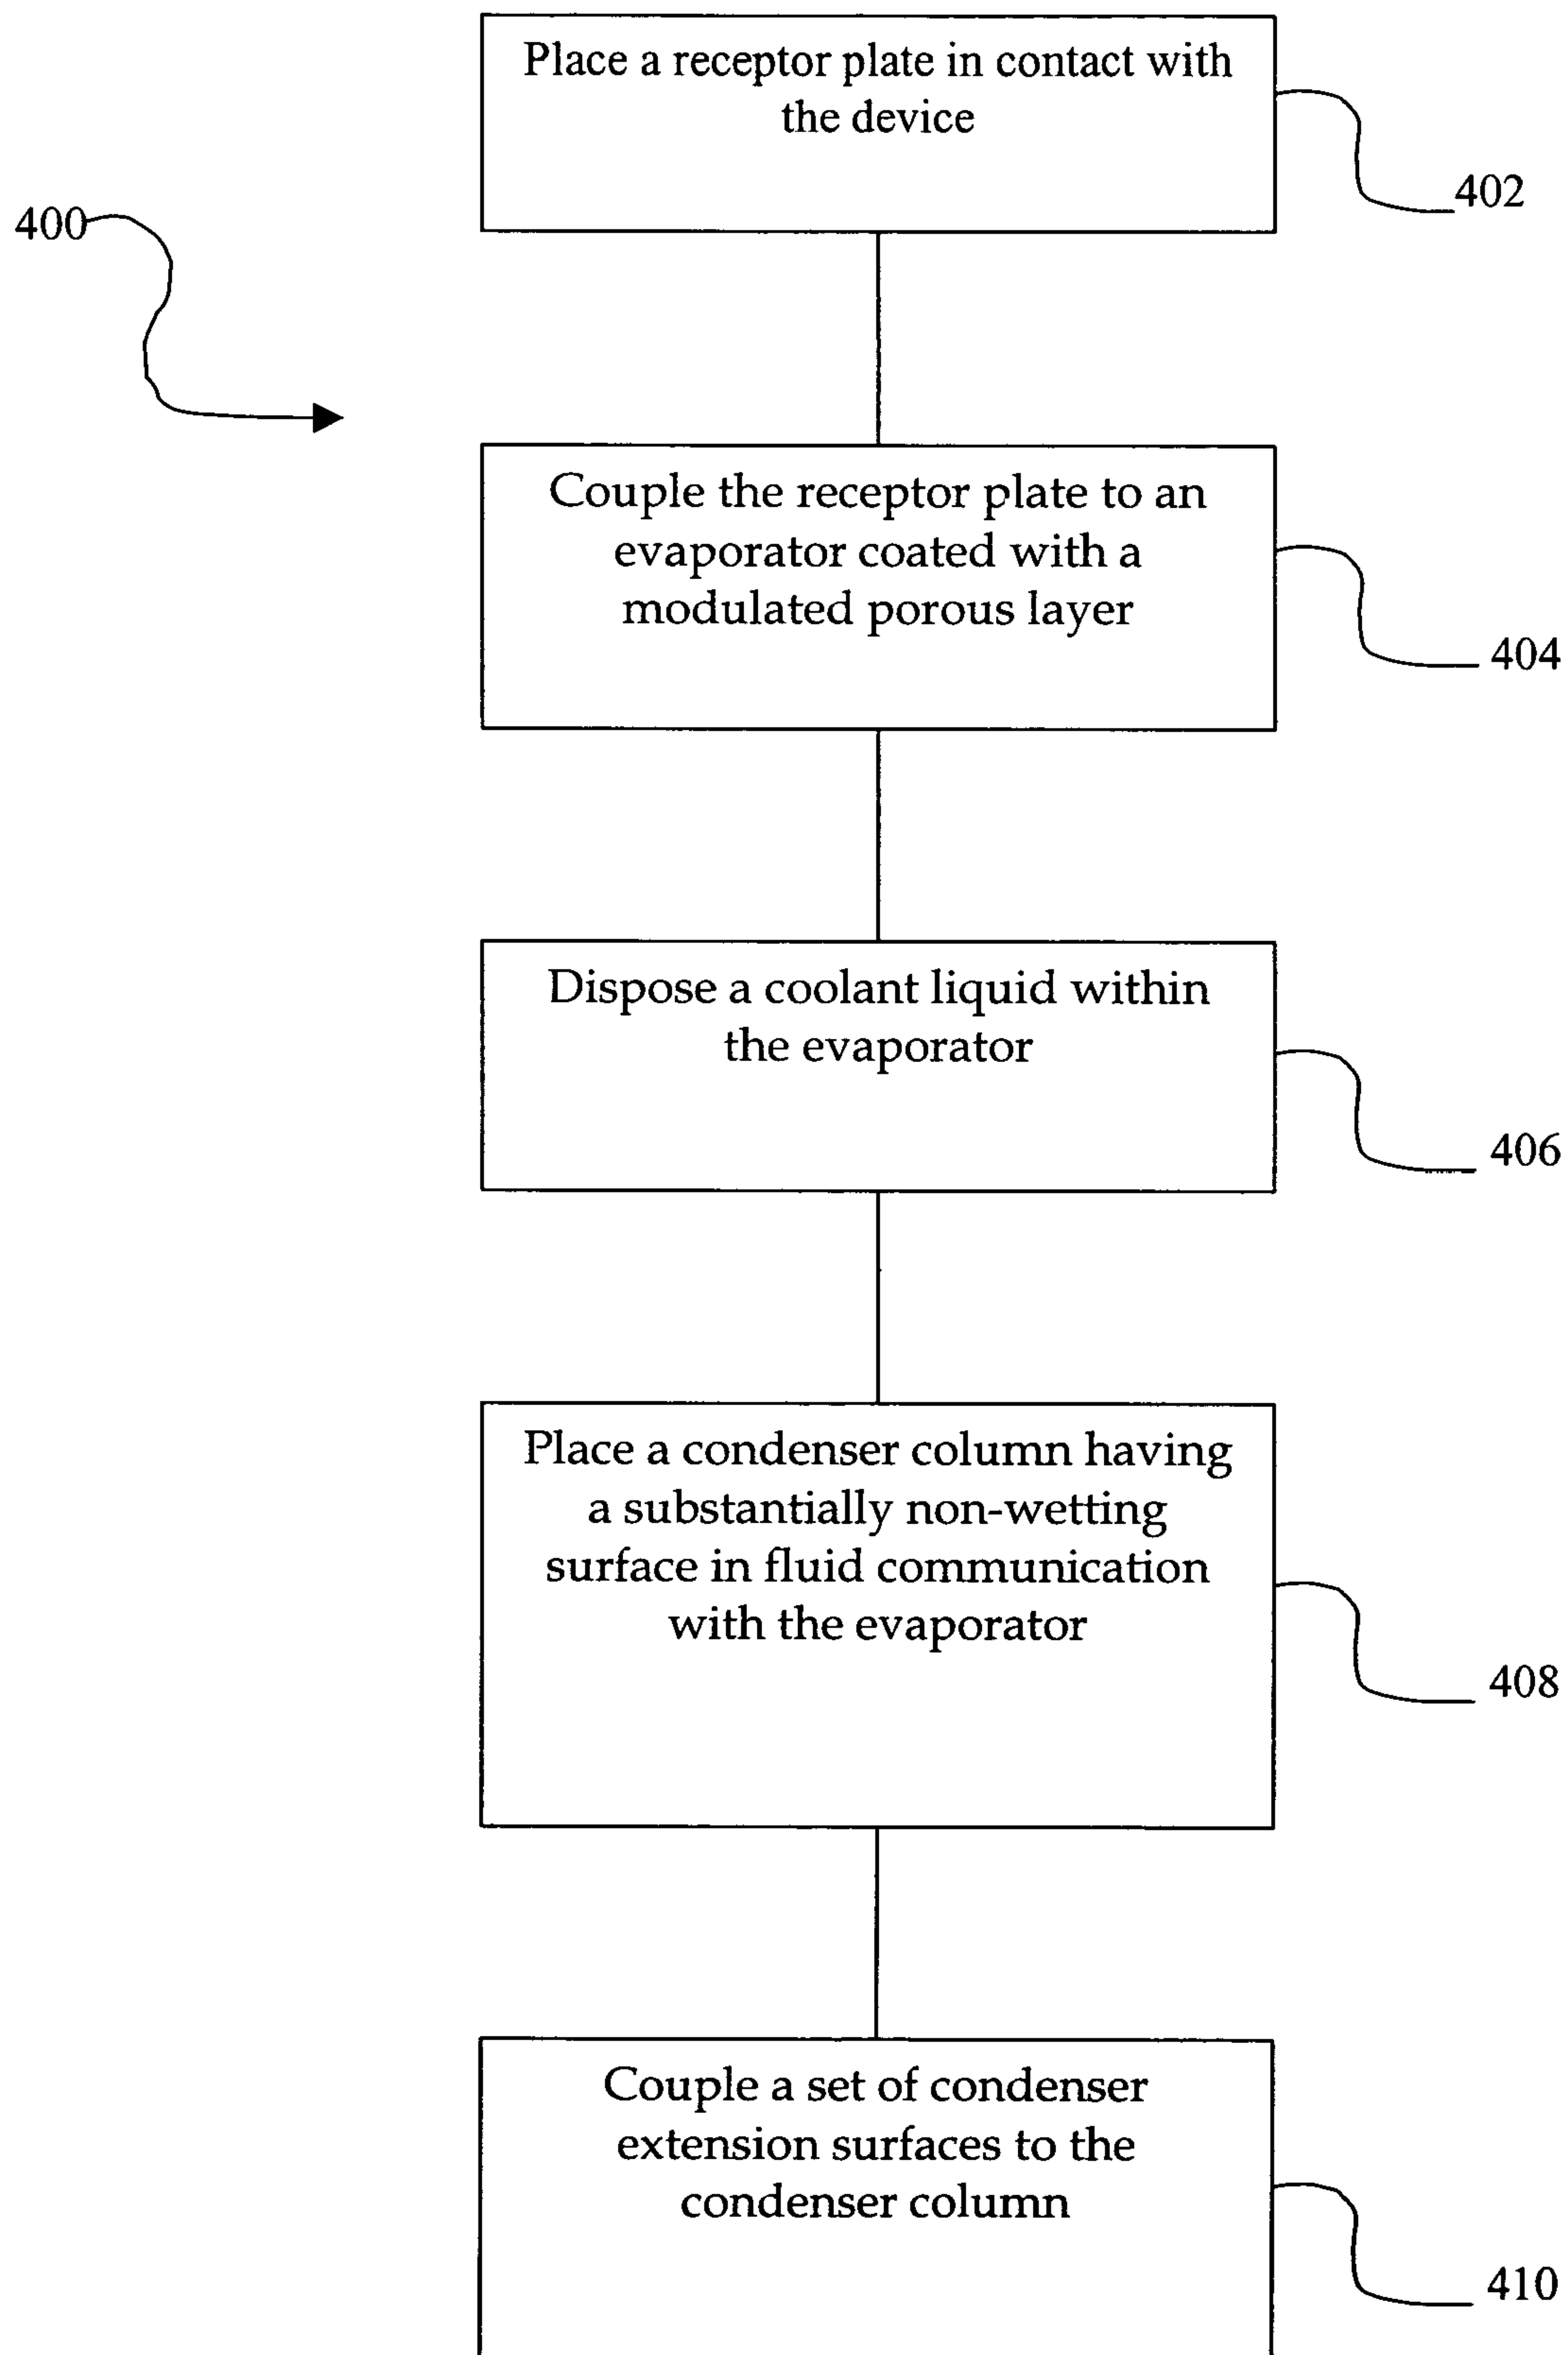 Place a receptor plate in contact with
the device
402
400
Couple the receptor plate to an
evaporator coated with a
modulated porous layer
404
Dispose a coolant liquid within
the evaporator
406
Place a condenser column having
a substantially non-wetting
surface in fluid communication
with the evaporator
408
Couple a set of condenser
extension surfaces to the
condenser column
410